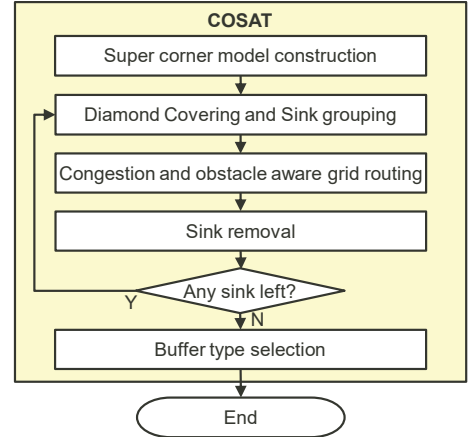 COSAT
Super corner model construction
Diamond Covering and Sink grouping
Congestion and obstacle aware grid routing
Sink removal
Any sink left?
Y
N
Buffer type selection
End